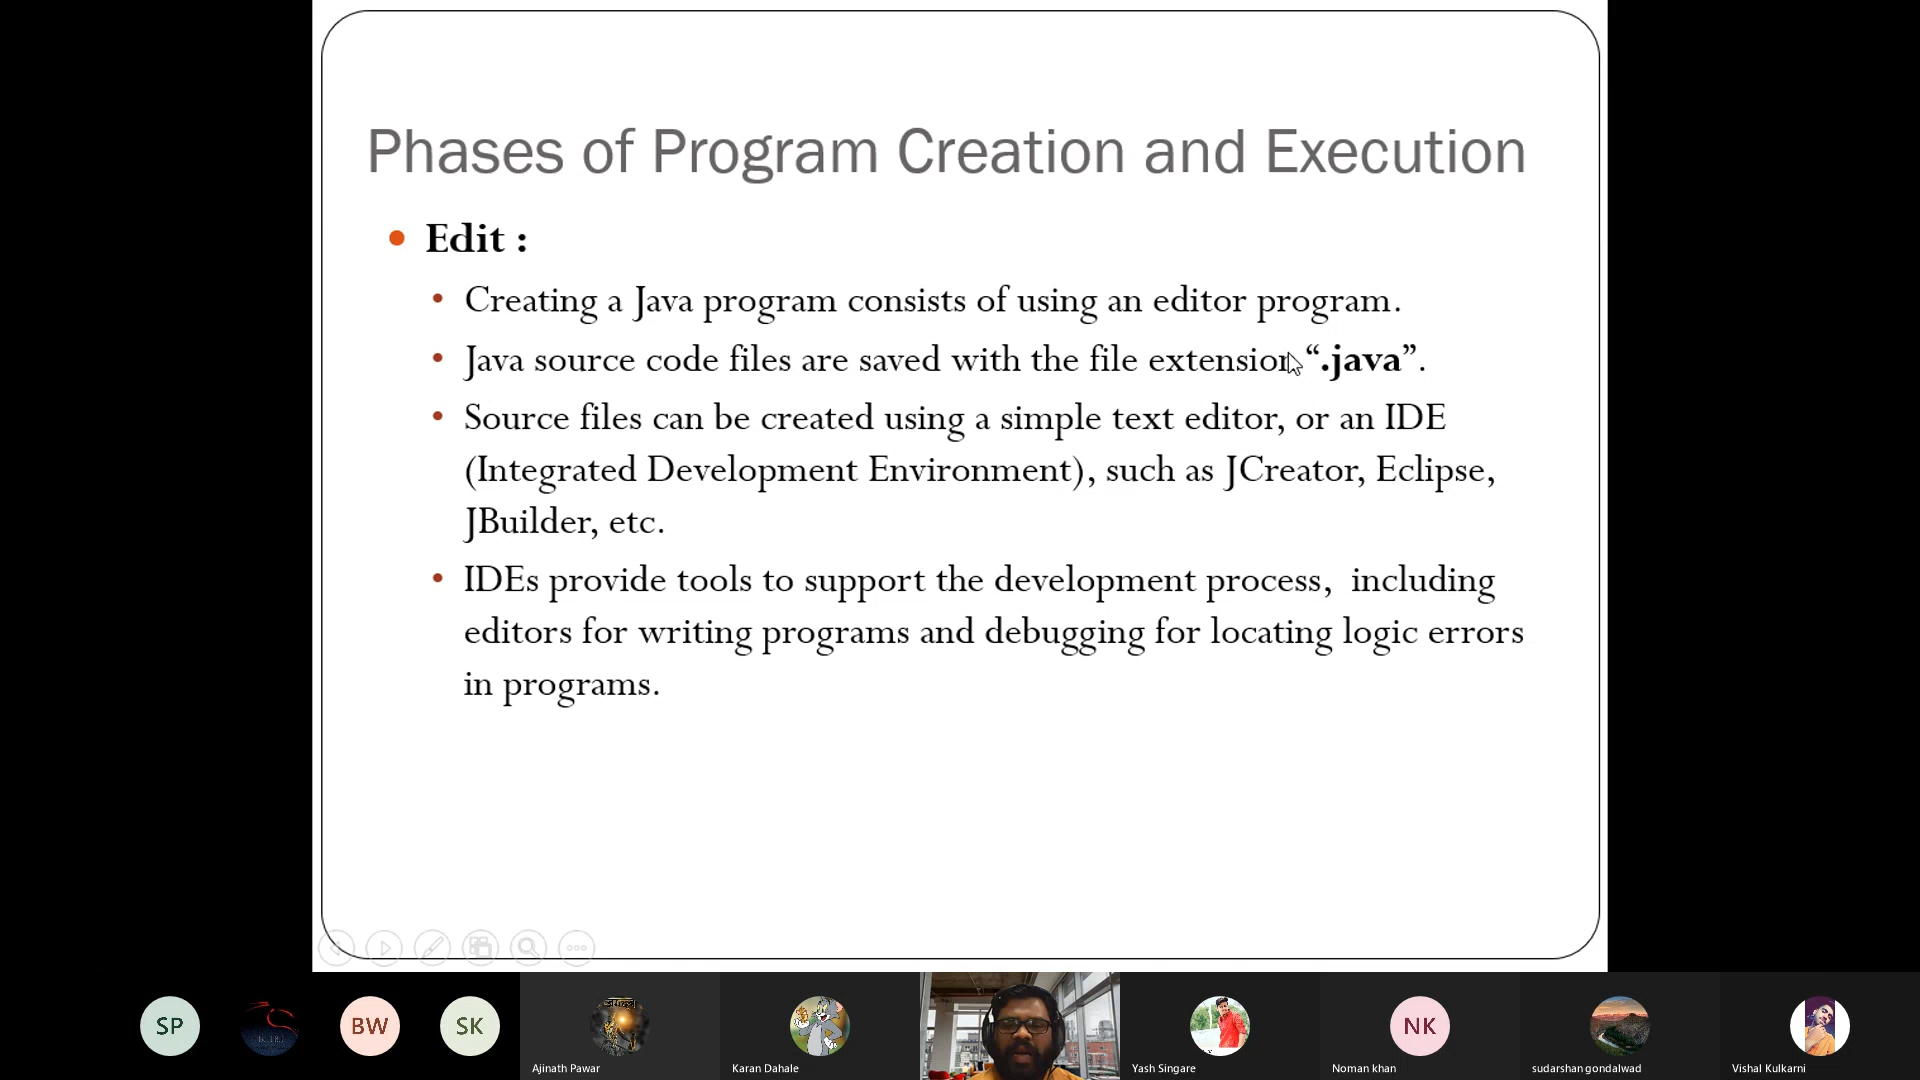 Phases of Program Creation and Execution
• Edit :
• Creating a Java program consists of using an editor program.
• Java source code files are saved with the file extension “.java”.
• Source files can be created using a simple text editor, or an IDE
(Integrated Development Environment), such as JCreator, Eclipse,
JBuilder, etc.
• IDEs provide tools to support the development process,  including
editors for writing programs and debugging for locating logic errors
in programs.
SP
BW
SK
NK
Ajinath Pawar
Karan Dahale
Yash Singare
Noman khan
sudarshan gondalwad
Vishal Kulkarni